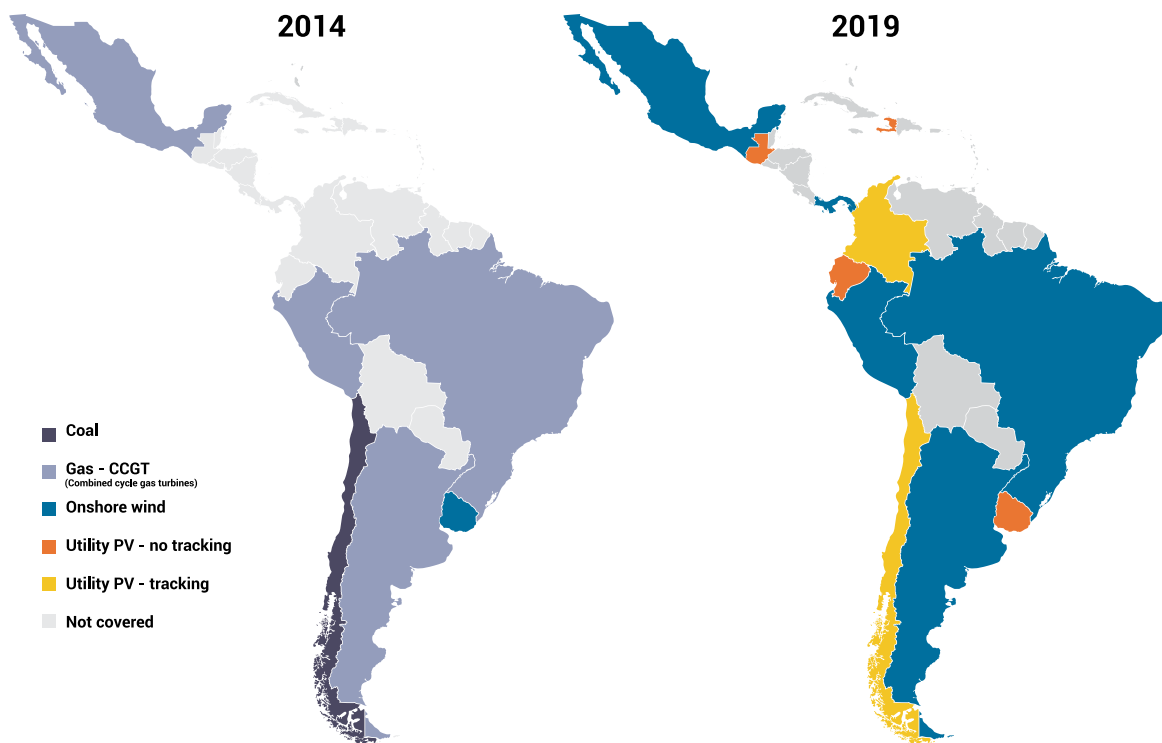 2014
2019
Coal
Gas - CCGT
(Combined cycle gas turbines)
Onshore wind
Utility PV - no tracking
Utility PV - tracking
Not covered